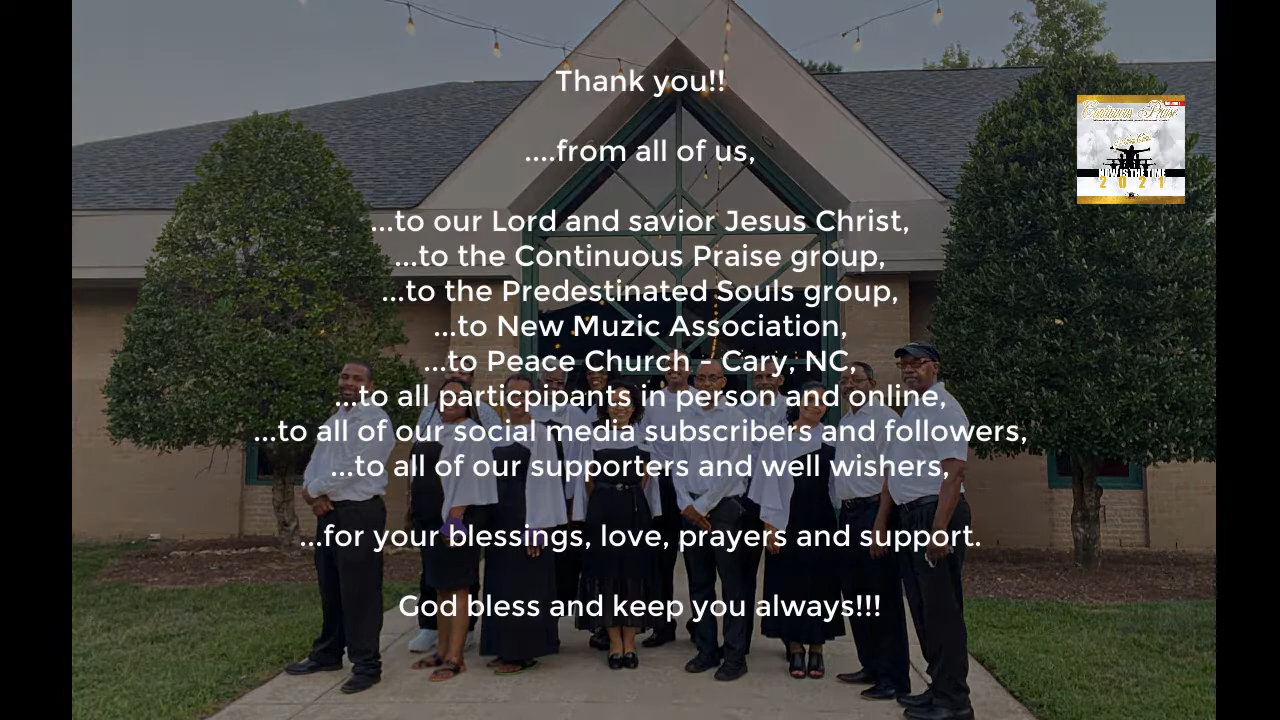 Thank you!!
....from all of us,
...to our Lord and savior Jesus Christ,
...to the Continuous Praise group,
...to the Predestinated Souls group,
...to New Muzic Association,
...to Peace Church - Cary, NC,
...to all particpipants in person and online,
...to all of our social media subscribers and followers,
...to all of our supporters and well wishers,
...for your blessings, love, prayers and support.
God bless and keep you always!!!
Continuous Praise
NOW IS THE TIME
2021